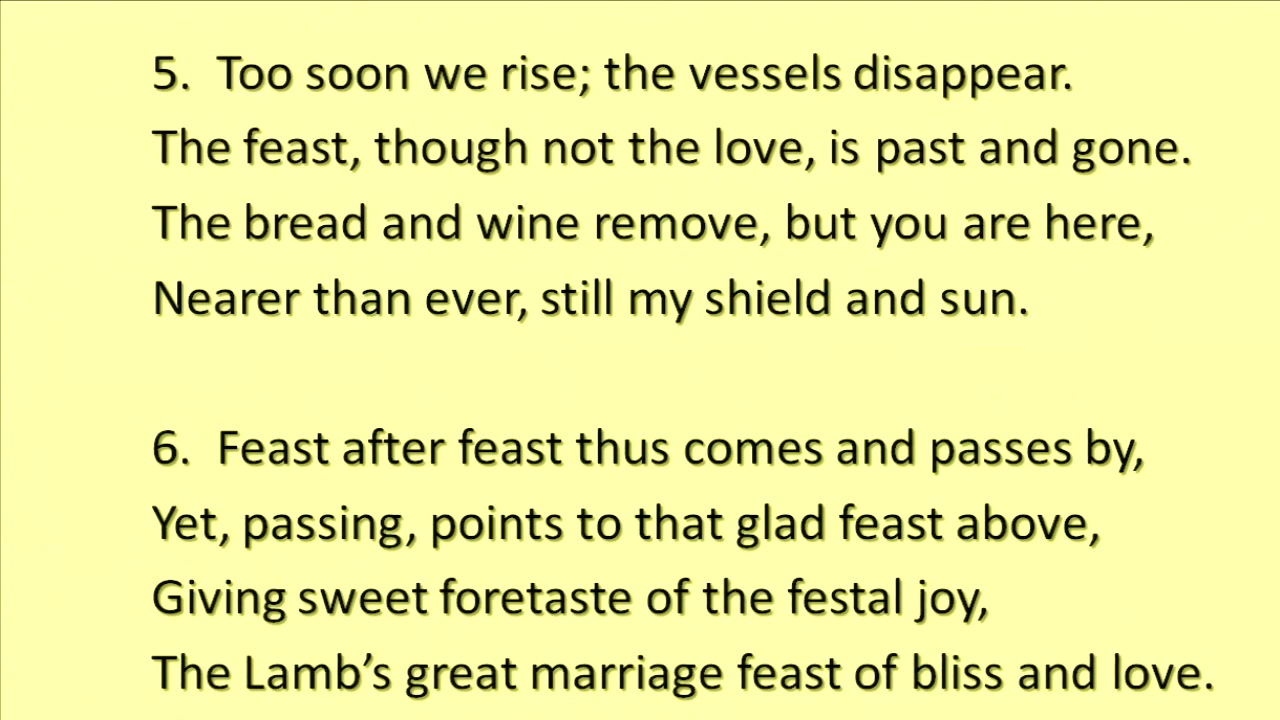 5. Too soon we rise; the vessels disappear.
The feast, though not the love, is past and gone.
The bread and wine remove, but you are here,
Nearer than ever, still my shield and sun.
6. Feast after feast thus comes and passes by,
Yet, passing, points to that glad feast above,
Giving sweet foretaste of the festal joy,
The Lamb’s great marriage feast of bliss and love.